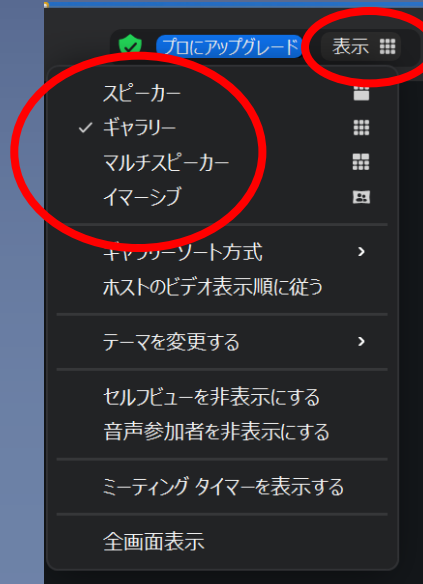 プロにアップグレード 表示
スピーカー
ギャラリー
マルチスピーカー
イマーシブ
ギャラリーソート方式
ホストのビデオ表示順に従う
テーマを変更する
セルフビューを非表示にする
音声参加者を非表示にする
ミーティング タイマーを表示する
全画面表示